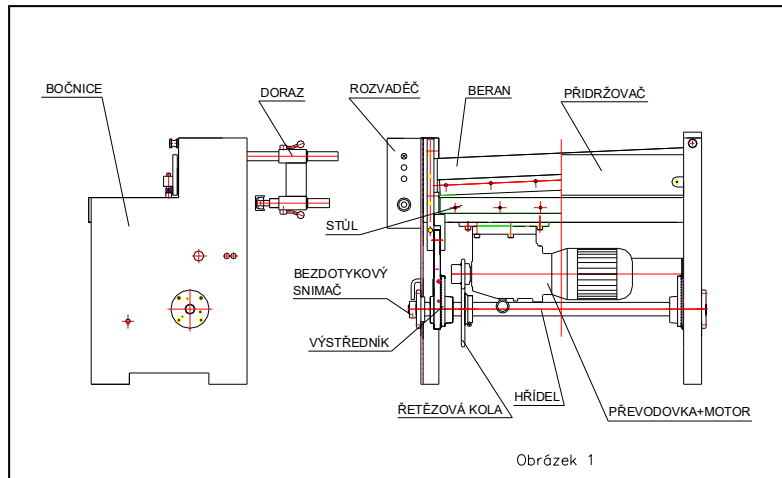 BOČNICE
DORAZ
ROZVADĚČ
BERAN
PŘIDRŽOVAČ
STŮL
BEZDOTYKOVÝ
SNIMAČ
VÝSTŘEDNÍK
ŘETĚZOVÁ KOLA
HŘÍDEL
PŘEVODOVKA+MOTOR
Obrázek 1